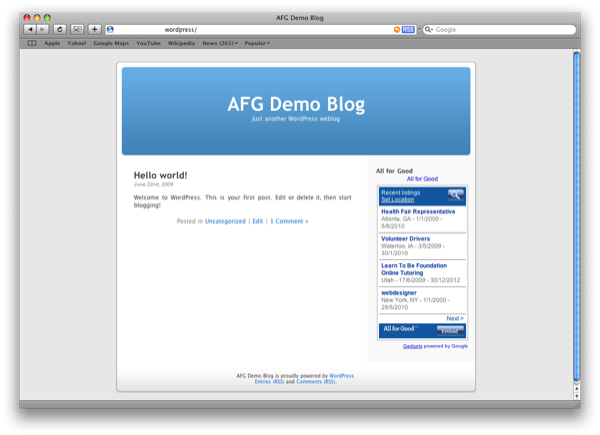 AFG Demo Blog
wordpress/
RSS
Google
Apple Yahoo! Google Maps YouTube Wikipedia News (265) Popular
AFG Demo Blog
Just another WordPress weblog
Hello world!
June 22nd, 2009
Welcome to WordPress. This is your first post. Edit or delete it, then start
blogging!
Posted in Uncategorized | Edit | 1 Comment »
All for Good
All for Good
Recent listings
Set Location
Health Fair Representative
Atlanta, GA - 1/1/2000 -
5/8/2010
Volunteer Drivers
Waterloo, IA - 3/5/2009 -
30/1/2010
Learn To Be Foundation
Online Tutoring
Utah - 17/6/2009 - 30/12/2012
webdesigner
New York, NY - 1/1/2000 -
28/5/2010
Next >
All for Good™
Embed
Gadgets powered by Google
AFG Demo Blog is proudly powered by WordPress
Entries (RSS) and Comments (RSS).